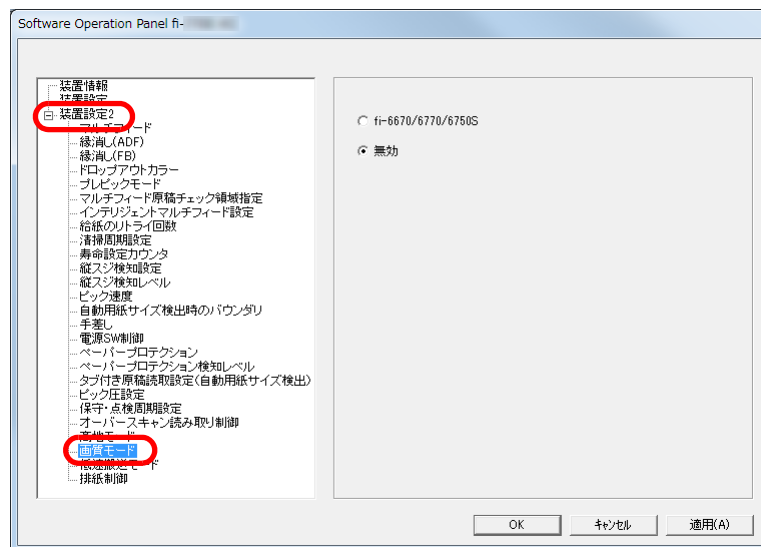 Software Operation Panel fi-
装置情報
装置設定
装置設定2
マルチフィード
縁消し(ADF)
縁消し(FB)
ドロップアウトカラー
プレピックモード
マルチフィード原稿チェック領域指定
インテリジェントマルチフィード設定
給紙のリトライ回数
清掃周期設定
寿命設定カウンタ
縦スジ検知設定
縦スジ検知レベル
ピック速度
自動用紙サイズ検出時のバウンダリ
手差し
電源SW制御
ペーパープロテクション
ペーパープロテクション検知レベル
タブ付き原稿読取設定(自動用紙サイズ検出)
ピック圧設定
保守・点検周期設定
オーバースキャン読み取り制御
高地モード
画質モード
低速搬送モード
排紙制御
fi-6670/6770/6750S
無効
OK
キャンセル
適用(A)